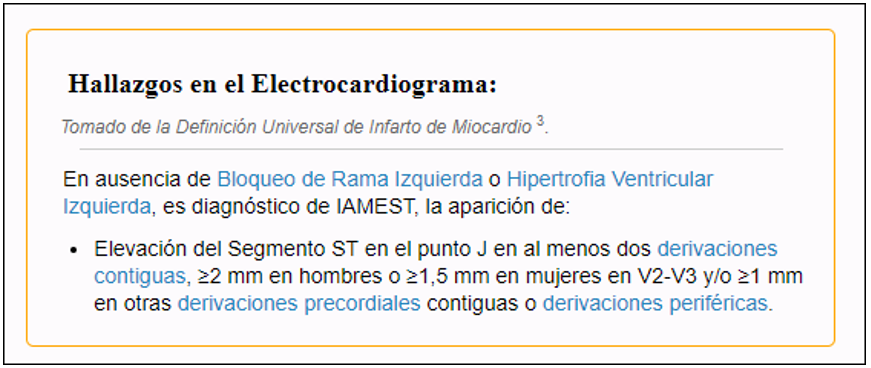 Hallazgos en el Electrocardiograma:
Tomado de la Definición Universal de Infarto de Miocardio ³.
En ausencia de Bloqueo de Rama Izquierda o Hipertrofia Ventricular
Izquierda, es diagnóstico de IAMEST, la aparición de:
• Elevación del Segmento ST en el punto J en al menos dos derivaciones
contiguas, ≥2 mm en hombres o ≥1,5 mm en mujeres en V2-V3 y/o ≥1 mm
en otras derivaciones precordiales contiguas o derivaciones periféricas.